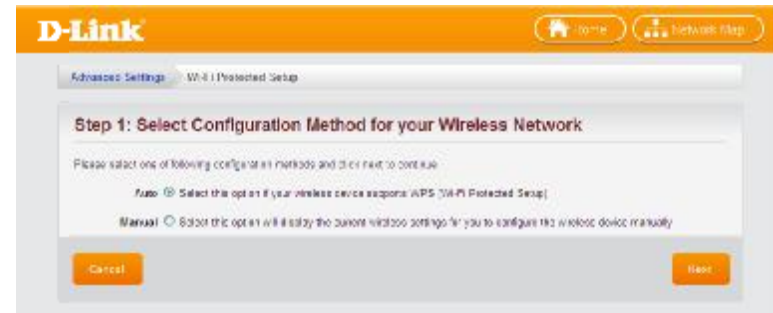 D-Link
Home
Network Map
Advanced Settings
Wi-Fi Protected Setup
Step 1: Select Configuration Method for your Wireless Network
Please select one of following configuration methods and click next to continue
Auto Select this option if your wireless device supports WPS (Wi-Fi Protected Setup)
Manual Select this option will display the current wireless settings for you to configure the wireless device manually
Cancel
Next